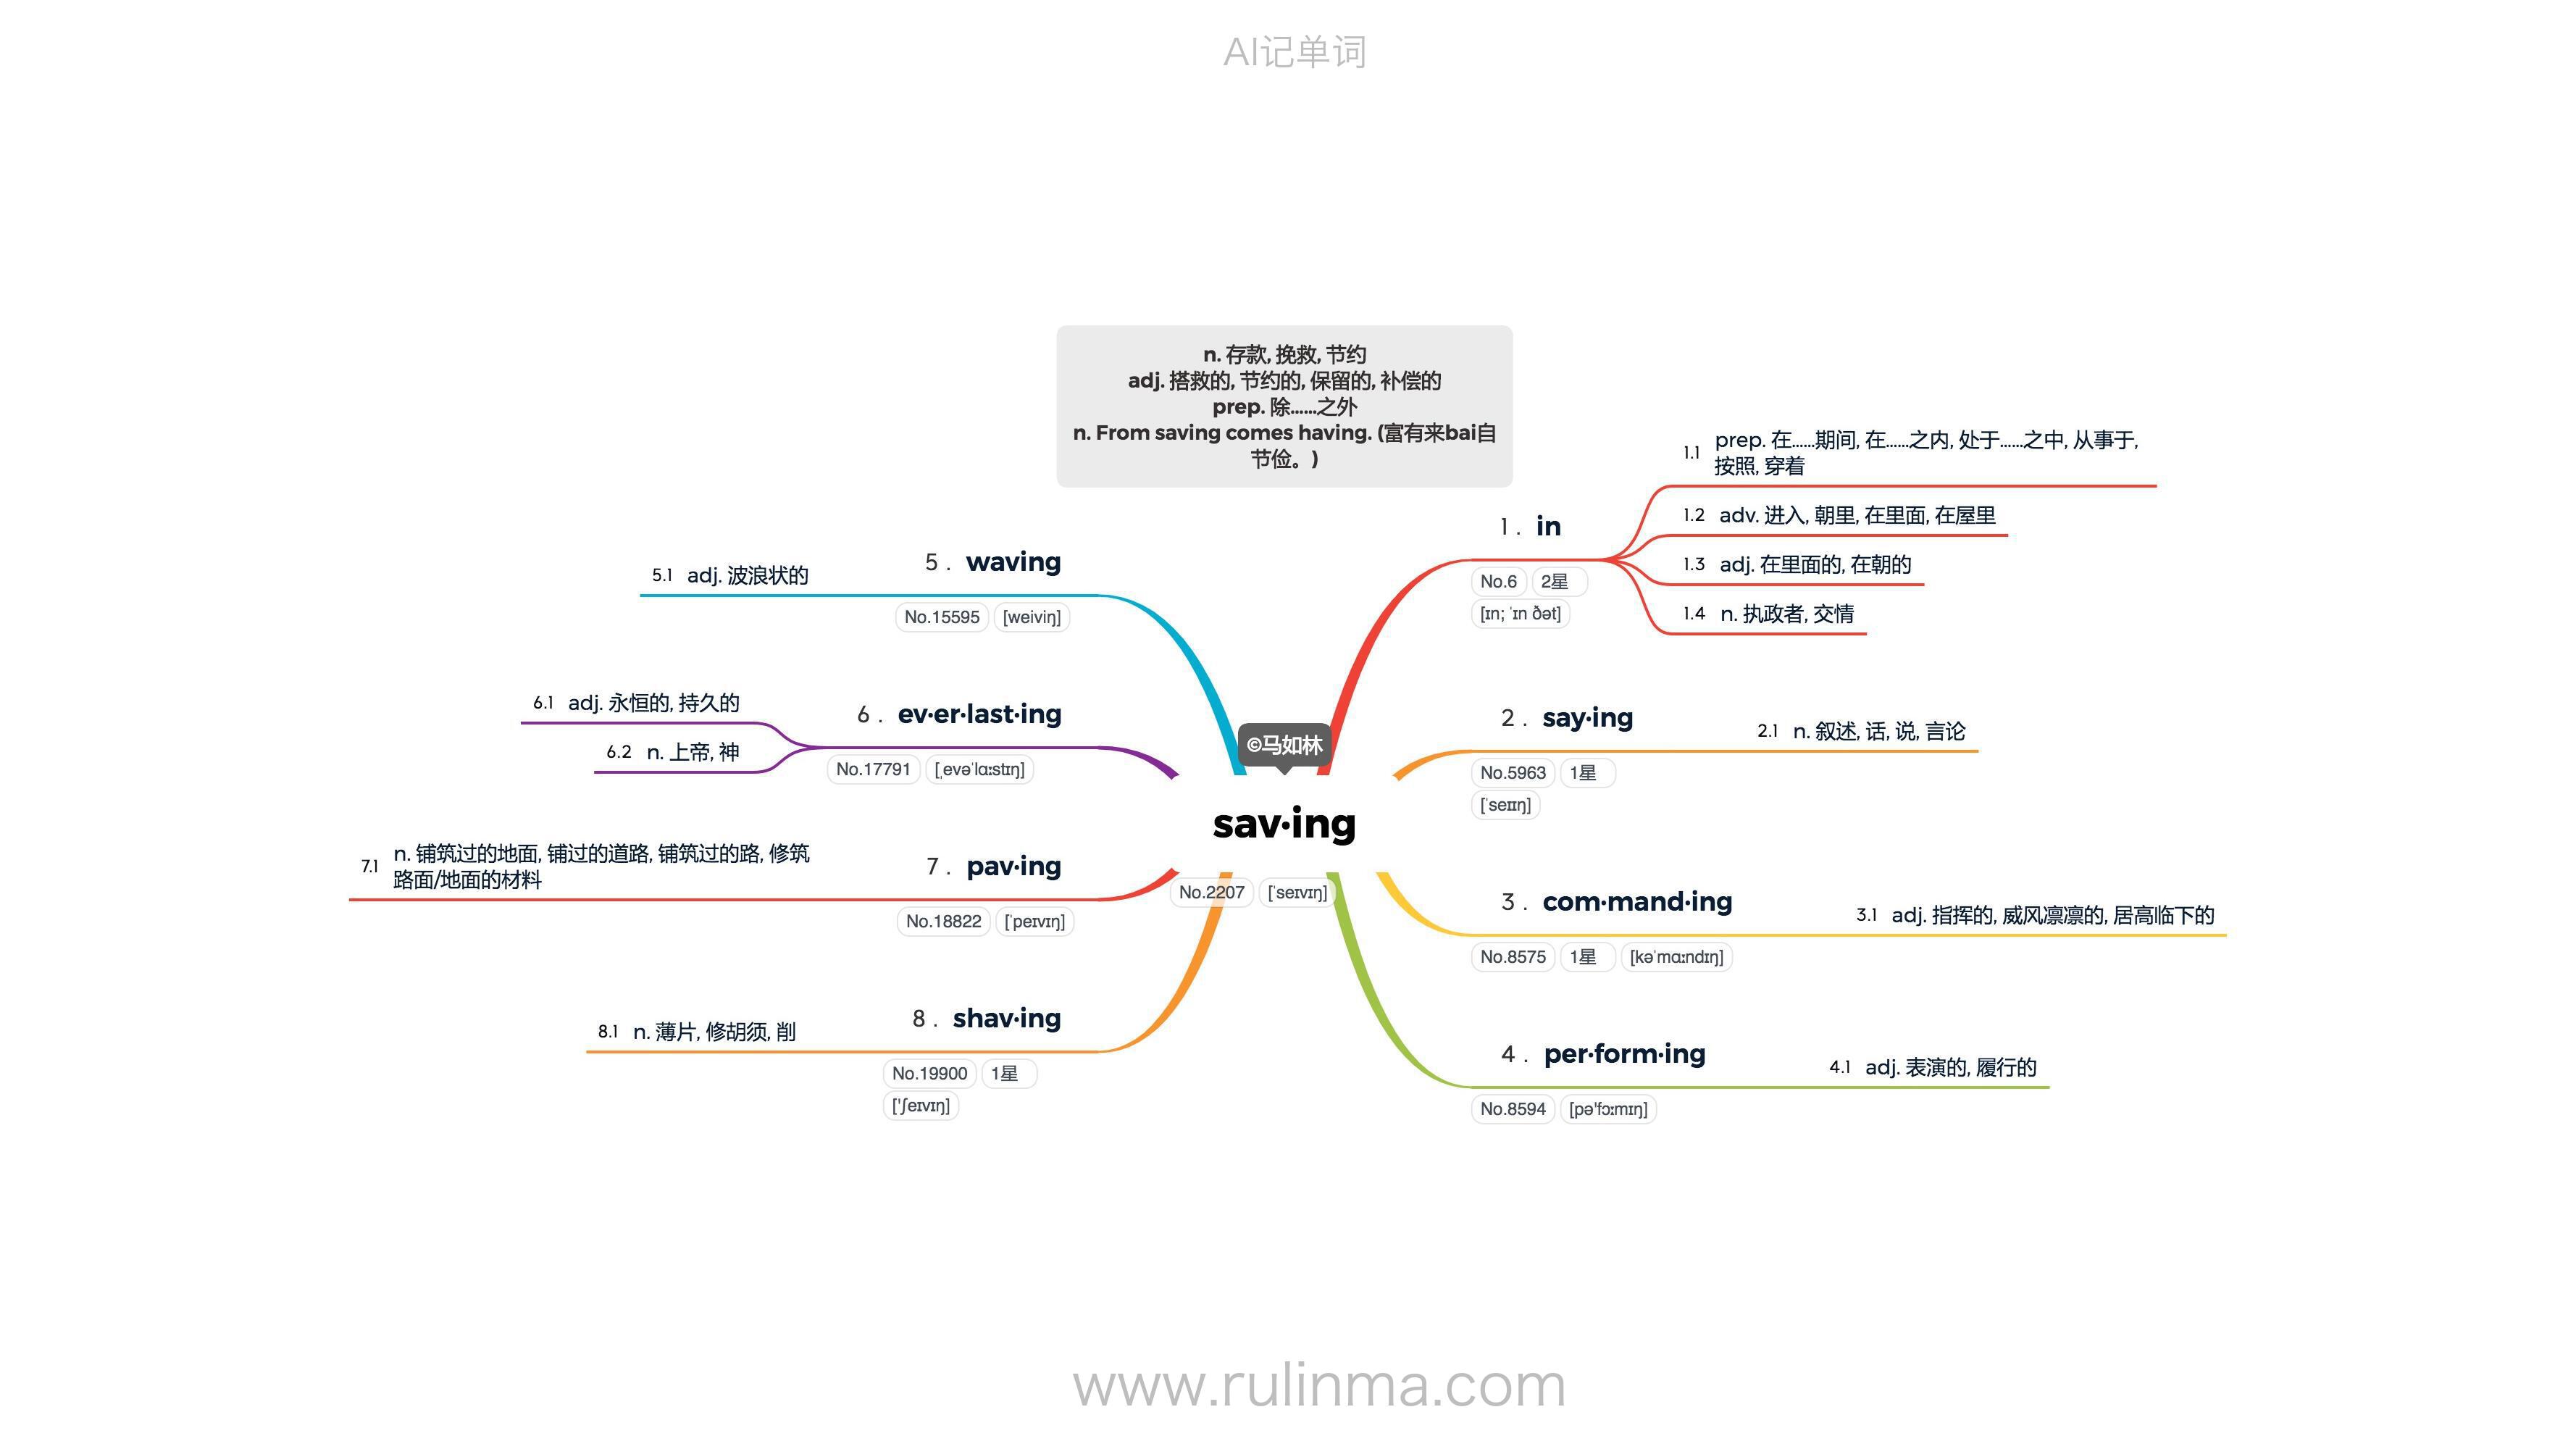 AI记单词
n. 存款, 挽救, 节约
adj. 搭救的, 节约的, 保留的, 补偿的
prep. 除……之外
n. From saving comes having. (富有来bai自
节俭。)
©马如林
sav·ing
No.2207 [ˈseɪvɪŋ]
1 . in
No.6 2星
[ɪn; ˈɪn ðət]
1.1 prep. 在……期间, 在……之内, 处于……之中, 从事于,
按照, 穿着
1.2 adv. 进入, 朝里, 在里面, 在屋里
1.3 adj. 在里面的, 在朝的
1.4 n. 执政者, 交情
2 . say·ing
No.5963 1星
[ˈseɪɪŋ]
2.1 n. 叙述, 话, 说, 言论
3 . com·mand·ing
No.8575 1星 [kəˈmɑːndɪŋ]
3.1 adj. 指挥的, 威风凛凛的, 居高临下的
4 . per·form·ing
No.8594 [pə'fɔːmɪŋ]
4.1 adj. 表演的, 履行的
5 . waving
No.15595 [weiviŋ]
5.1 adj. 波浪状的
6 . ev·er·last·ing
No.17791 [ˌevəˈlɑːstɪŋ]
6.1 adj. 永恒的, 持久的
6.2 n. 上帝, 神
7 . pav·ing
No.18822 [ˈpeɪvɪŋ]
7.1 n. 铺筑过的地面, 铺过的道路, 铺筑过的路, 修筑
路面/地面的材料
8 . shav·ing
No.19900 1星
['ʃeɪvɪŋ]
8.1 n. 薄片, 修胡须, 削
www.rulinma.com